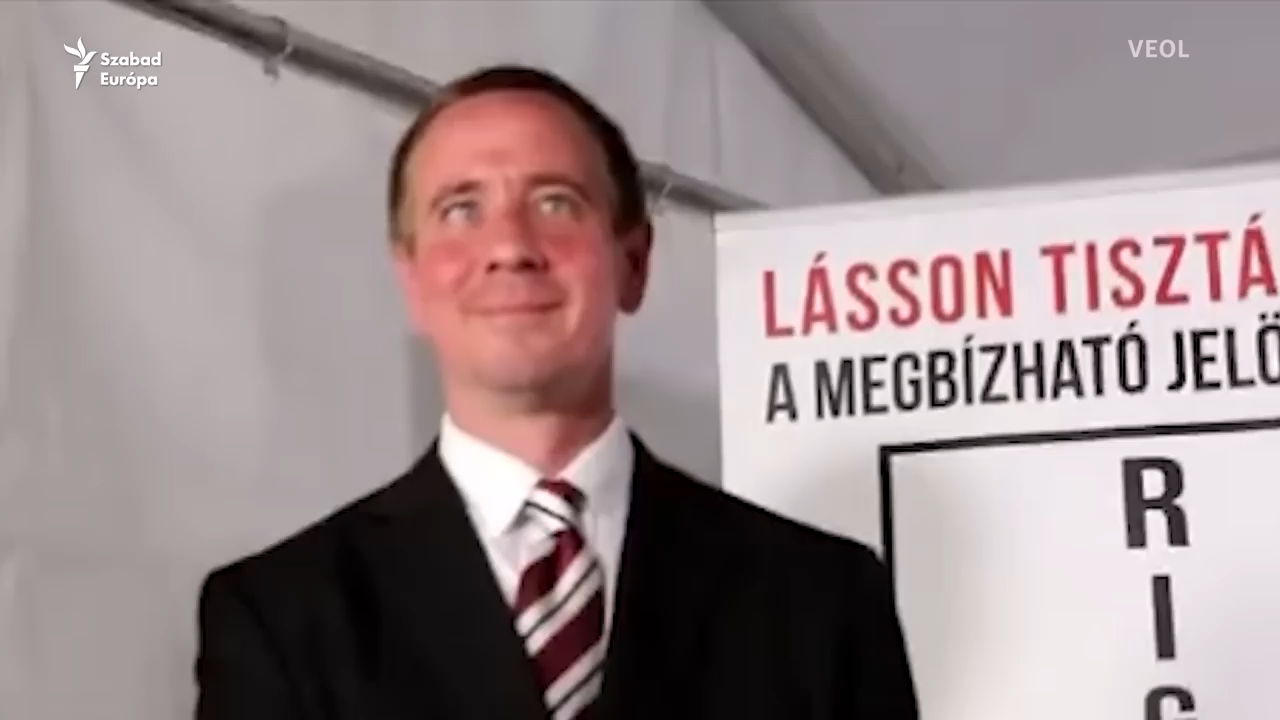 Szabad
Európa
VEOL
LÁSSON TISZTÁ
A MEGBÍZHATÓ JELÖ
R
I